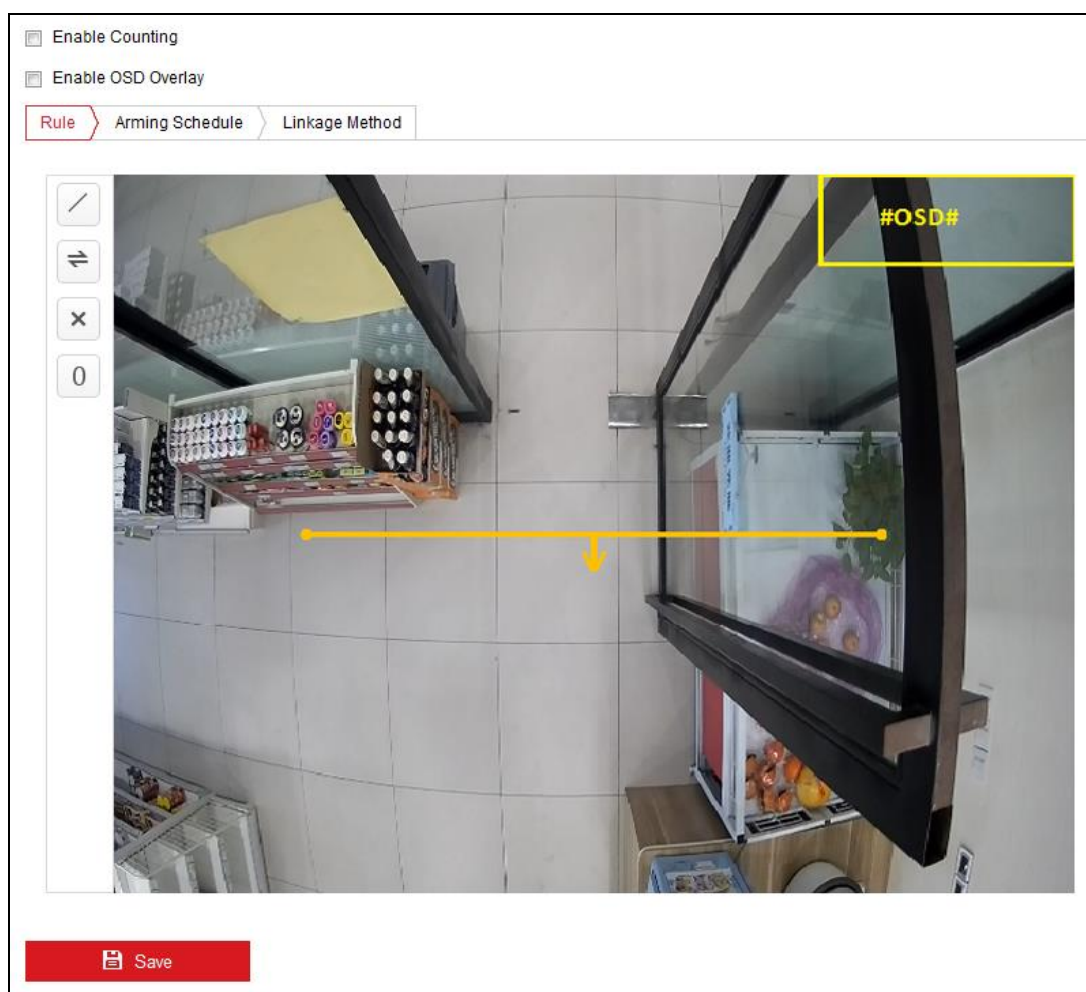 Enable Counting
Enable OSD Overlay
Rule
Arming Schedule
Linkage Method
#OSD#
0
Save